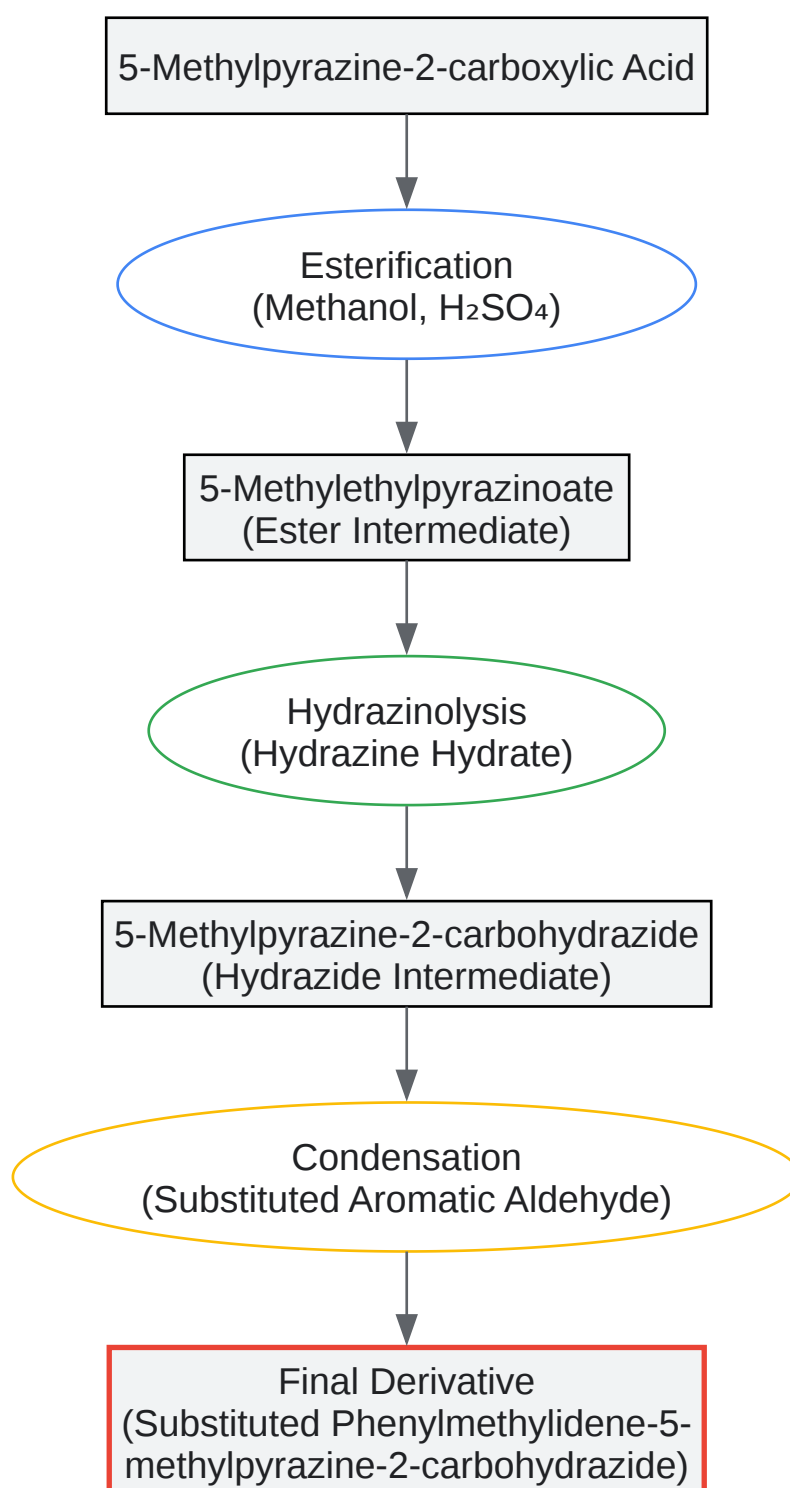 5-Methylpyrazine-2-carboxylic Acid
Esterification
(Methanol, H₂SO₄)
5-Methylethylpyrazinoate
(Ester Intermediate)
Hydrazinolysis
(Hydrazine Hydrate)
5-Methylpyrazine-2-carbohydrazide
(Hydrazide Intermediate)
Condensation
(Substituted Aromatic Aldehyde)
Final Derivative
(Substituted Phenylmethylidene-5-
methylpyrazine-2-carbohydrazide)